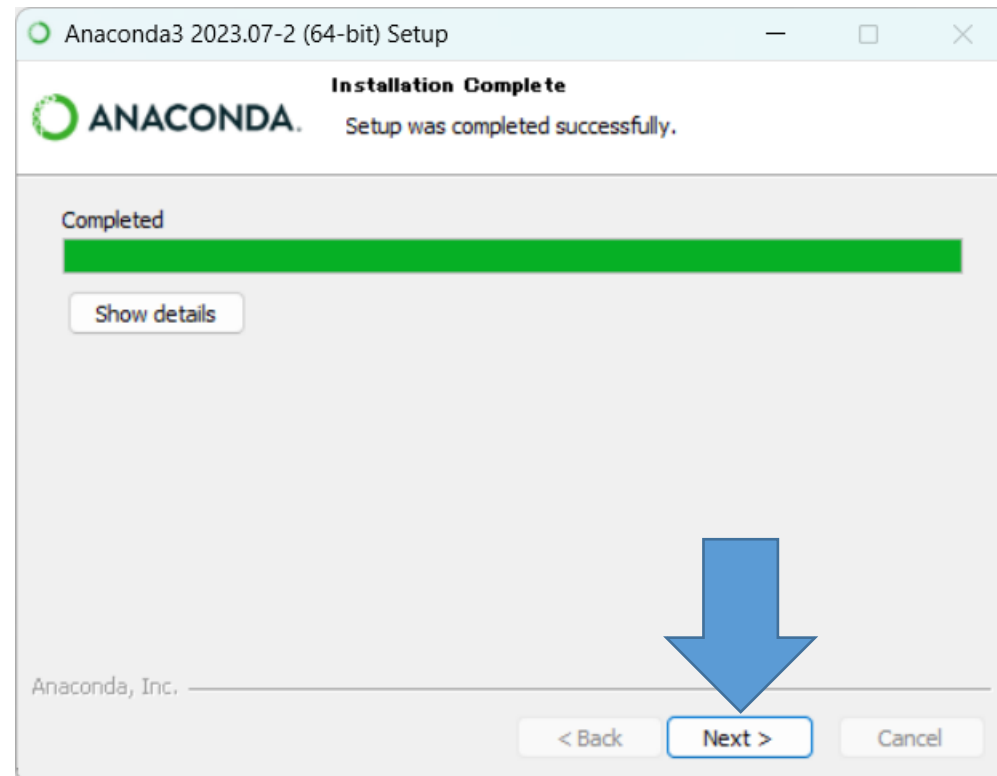 Anaconda3 2023.07-2 (64-bit) Setup
Installation Complete
ANACONDA.
Setup was completed successfully.
Completed
Show details
Anaconda, Inc.
< Back
Next >
Cancel